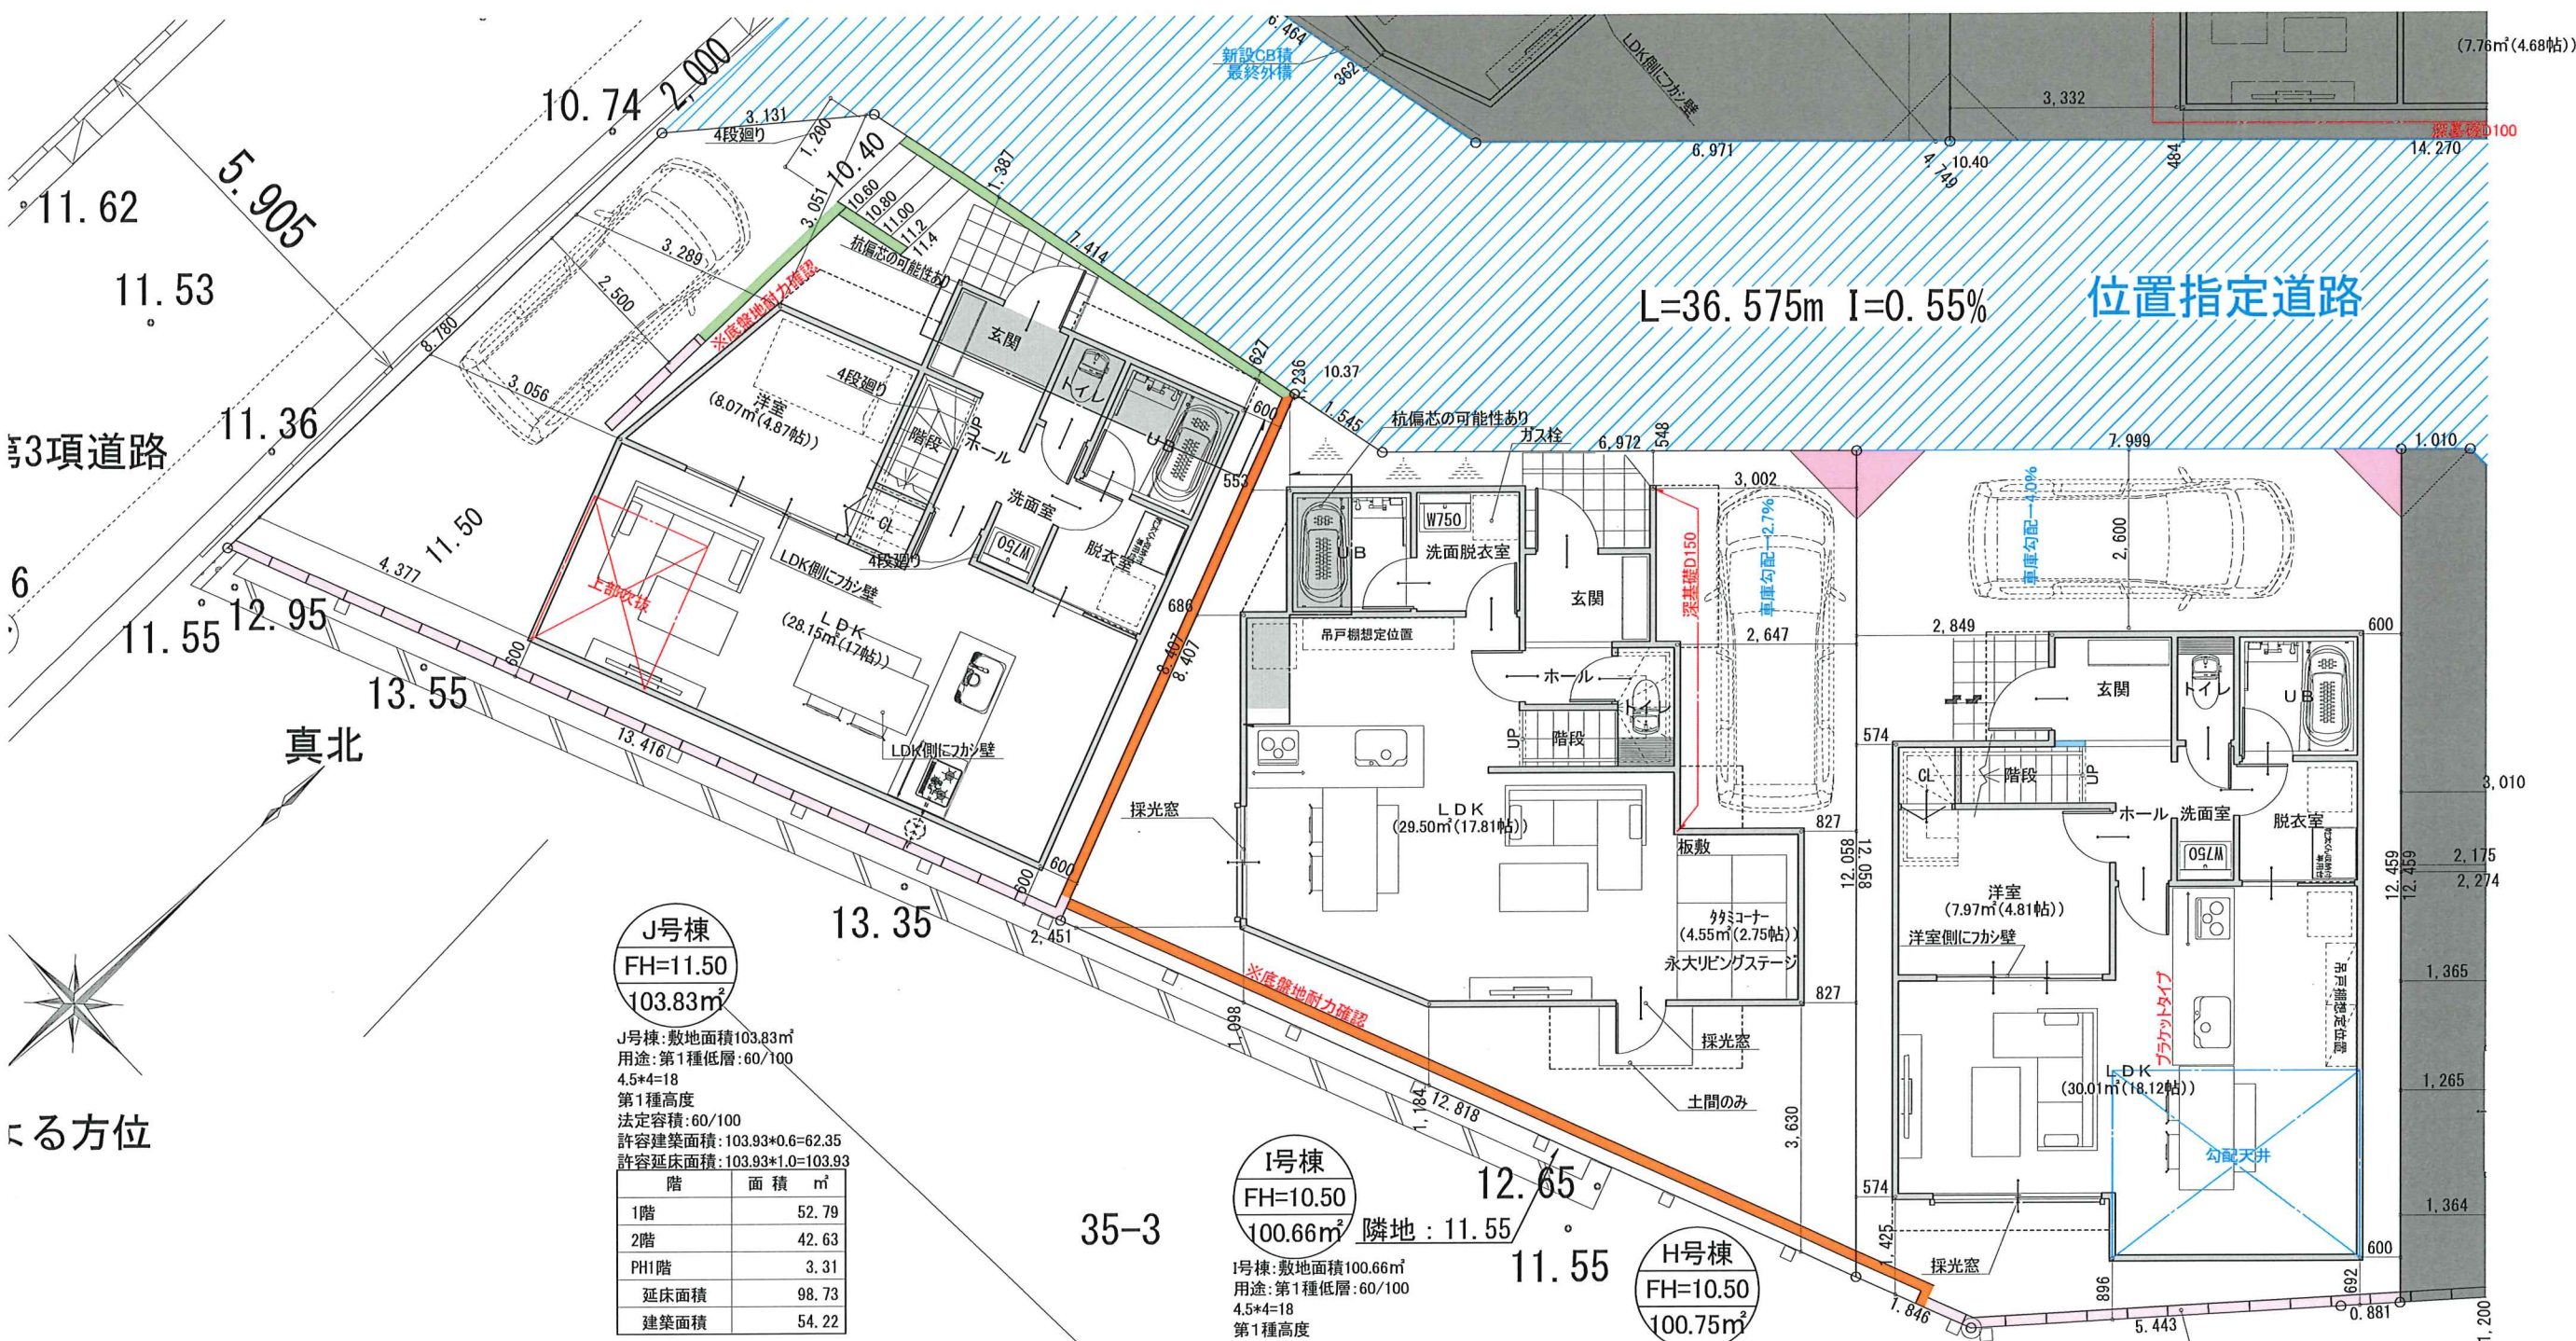 10.74
2,000
3.131
4段廻り
1,200
10.40
3,051
1,387
10.60
10.80
11.00
11.2
11.4
杭偏芯の可能性あり
7.414
新設CB積
最終外構
6.464
362
LDK側にフカシ壁
3,332
(7.76㎡(4.68帖))
深基礎D100
6.971
4.749
10.40
484
14.270
5.905
11.62
11.53
11.36
第3項道路
8.780
3,289
2,500
3,056
※底盤地耐力確認
L=36.575m I=0.55%
位置指定道路
玄関
トイレ
UB
4段廻り
洋室
(8.07㎡(4.87帖))
階段
UP
ホール
洗面室
CL
W750
脱衣室
4段廻り
LDK側にフカシ壁
上部吹抜
LDK
(28.15㎡(17帖))
LDK側にフカシ壁
627
.236
10.37
600
1.545
553
686
8.407
8.407
11.50
4,377
600
6
11.55
12.95
13.55
13.416
13.35
600
600
2,451
真北
よる方位
杭偏芯の可能性あり
ガス栓
6.972
548
3,002
UB
W750
洗面脱衣室
玄関
深基礎D150
車庫勾配→2.7%
2,647
吊戸棚想定位置
ホール
トイレ
UP
階段
採光窓
LDK
(29.50㎡(17.81帖))
板敷
タタミコーナー
(4.55㎡(2.75帖))
永大リビングステージ
827
827
12.058
12.058
※底盤地耐力確認
1,098
1,184
12.818
採光窓
土間のみ
3,630
7.999
1.010
車庫勾配→4.0%
2,600
2,849
600
玄関
トイレ
UB
574
CL
階段
UP
ホール
洗面室
脱衣室
W750
洋室
(7.97㎡(4.81帖))
洋室側にフカシ壁
ブラケットタイプ
吊戸棚想定位置
LDK
(30.01㎡(18.12帖))
勾配天井
574
1,425
採光窓
896
600
692
12.459
12.459
3,010
2,175
2,274
1,365
1,265
1,364
1.846
5.443
0.881
1,200
J号棟
FH=11.50
103.83㎡
J号棟:敷地面積103.83㎡
用途:第1種低層:60/100
4.5*4=18
第1種高度
法定容積:60/100
許容建築面積:103.93*0.6=62.35
許容延床面積:103.93*1.0=103.93
階 面積 ㎡
1階 52.79
2階 42.63
PH1階 3.31
延床面積 98.73
建築面積 54.22
35-3
I号棟
FH=10.50
100.66㎡
隣地:11.55
12.65
11.55
I号棟:敷地面積100.66㎡
用途:第1種低層:60/100
4.5*4=18
第1種高度
H号棟
FH=10.50
100.75㎡